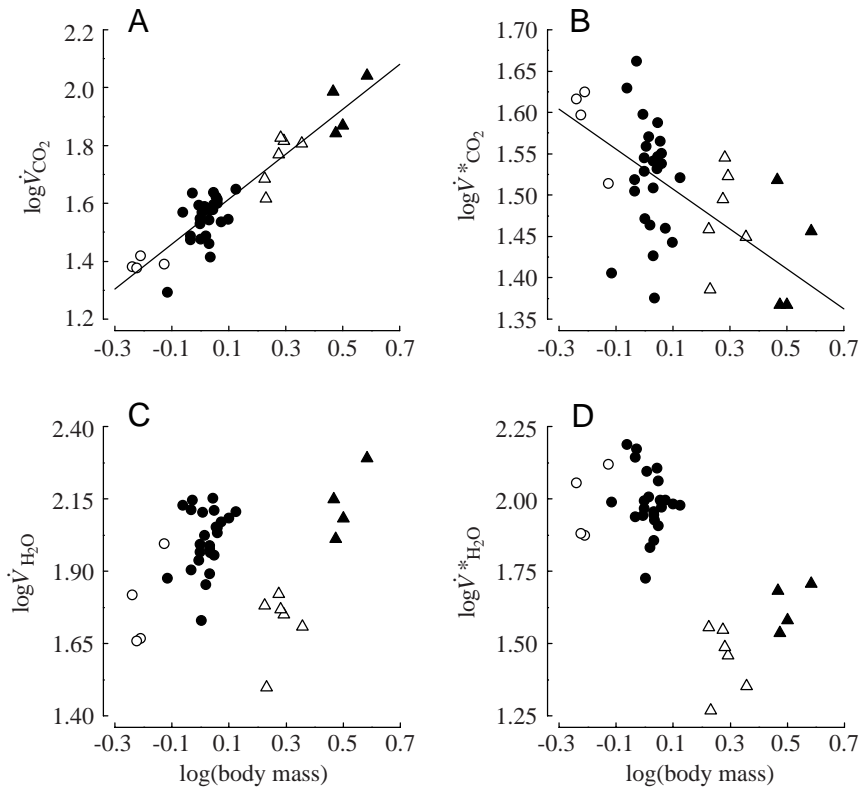 A
2.2
2.0
1.8
1.6
1.4
1.2
logV̇CO₂
-0.3 -0.1 0.1 0.3 0.5 0.7
B
1.70
1.65
1.60
1.55
1.50
1.45
1.40
1.35
logV̇*CO₂
-0.3 -0.1 0.1 0.3 0.5 0.7
C
2.40
2.15
1.90
1.65
1.40
logV̇H₂O
-0.3 -0.1 0.1 0.3 0.5 0.7
log(body mass)
D
2.25
2.00
1.75
1.50
1.25
logV̇*H₂O
-0.3 -0.1 0.1 0.3 0.5 0.7
log(body mass)